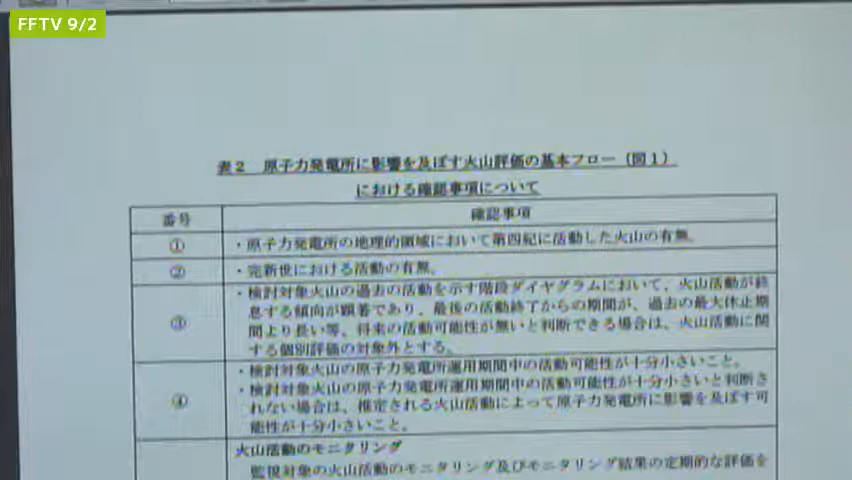 FFTV 9/2
表２　原子力発電所に影響を及ぼす火山評価の基本フロー（図１）
における確認事項について
番号
確認事項
①
・原子力発電所の地理的領域において第四紀に活動した火山の有無。
②
・完新世における活動の有無。
③
・検討対象火山の過去の活動を示す階段ダイヤグラムにおいて、火山活動が終
息する傾向が顕著であり、最後の活動終了からの期間が、過去の最大休止期
間より長い等、将来の活動可能性が無いと判断できる場合は、火山活動に関
する個別評価の対象外とする。
④
・検討対象火山の原子力発電所運用期間中の活動可能性が十分小さいこと。
・検討対象火山の原子力発電所運用期間中の活動可能性が十分小さいと判断さ
れない場合は、推定される火山活動によって原子力発電所に影響を及ぼす可
能性が十分小さいこと。
火山活動のモニタリング
監視対象の火山活動のモニタリング及びモニタリング結果の定期的な評価を